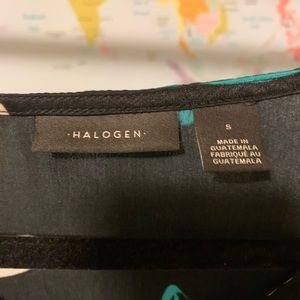 ·HALOGEN·
S
MADE IN
GUATEMALA
FABRIQUÉ AU
GUATEMALA